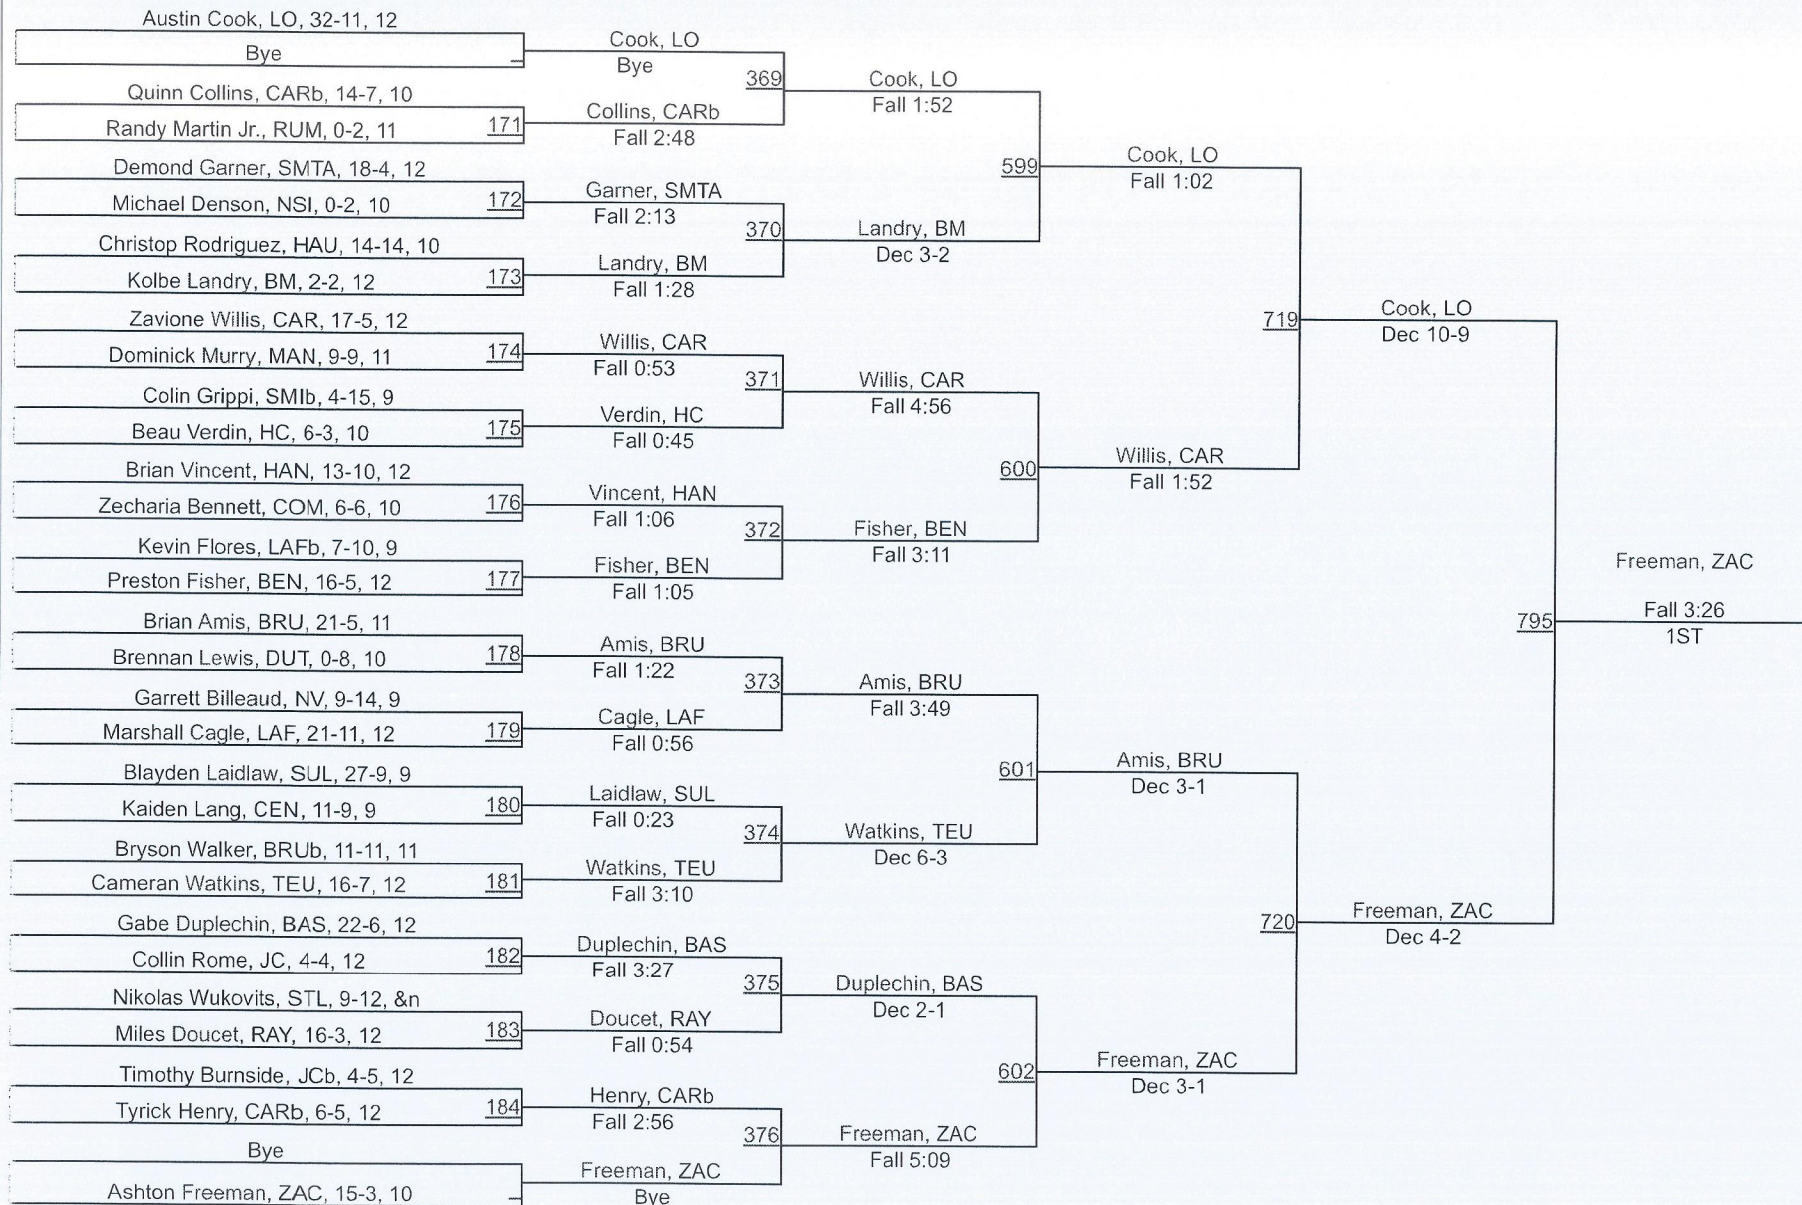 Austin Cook, LO, 32-11, 12
Bye
Quinn Collins, CARb, 14-7, 10
Randy Martin Jr., RUM, 0-2, 11
171
Demond Garner, SMTA, 18-4, 12
Michael Denson, NSI, 0-2, 10
172
Christop Rodriguez, HAU, 14-14, 10
Kolbe Landry, BM, 2-2, 12
173
Zavione Willis, CAR, 17-5, 12
Dominick Murry, MAN, 9-9, 11
174
Colin Grippi, SMIb, 4-15, 9
Beau Verdin, HC, 6-3, 10
175
Brian Vincent, HAN, 13-10, 12
Zecharia Bennett, COM, 6-6, 10
176
Kevin Flores, LAFb, 7-10, 9
Preston Fisher, BEN, 16-5, 12
177
Brian Amis, BRU, 21-5, 11
Brennan Lewis, DUT, 0-8, 10
178
Garrett Billeaud, NV, 9-14, 9
Marshall Cagle, LAF, 21-11, 12
179
Blayden Laidlaw, SUL, 27-9, 9
Kaiden Lang, CEN, 11-9, 9
180
Bryson Walker, BRUb, 11-11, 11
Cameran Watkins, TEU, 16-7, 12
181
Gabe Duplechin, BAS, 22-6, 12
Collin Rome, JC, 4-4, 12
182
Nikolas Wukovits, STL, 9-12, &n
Miles Doucet, RAY, 16-3, 12
183
Timothy Burnside, JCb, 4-5, 12
Tyrick Henry, CARb, 6-5, 12
184
Bye
Ashton Freeman, ZAC, 15-3, 10
Cook, LO
Bye
369
Collins, CARb
Fall 2:48
Garner, SMTA
Fall 2:13
370
Landry, BM
Fall 1:28
Willis, CAR
Fall 0:53
371
Verdin, HC
Fall 0:45
Vincent, HAN
Fall 1:06
372
Fisher, BEN
Fall 1:05
Amis, BRU
Fall 1:22
373
Cagle, LAF
Fall 0:56
Laidlaw, SUL
Fall 0:23
374
Watkins, TEU
Fall 3:10
Duplechin, BAS
Fall 3:27
375
Doucet, RAY
Fall 0:54
Henry, CARb
Fall 2:56
376
Freeman, ZAC
Bye
Cook, LO
Fall 1:52
599
Landry, BM
Dec 3-2
Willis, CAR
Fall 4:56
600
Fisher, BEN
Fall 3:11
Amis, BRU
Fall 3:49
601
Watkins, TEU
Dec 6-3
Duplechin, BAS
Dec 2-1
602
Freeman, ZAC
Fall 5:09
Cook, LO
Fall 1:02
719
Willis, CAR
Fall 1:52
Amis, BRU
Dec 3-1
720
Freeman, ZAC
Dec 3-1
Cook, LO
Dec 10-9
795
Freeman, ZAC
Dec 4-2
Freeman, ZAC
Fall 3:26
1ST